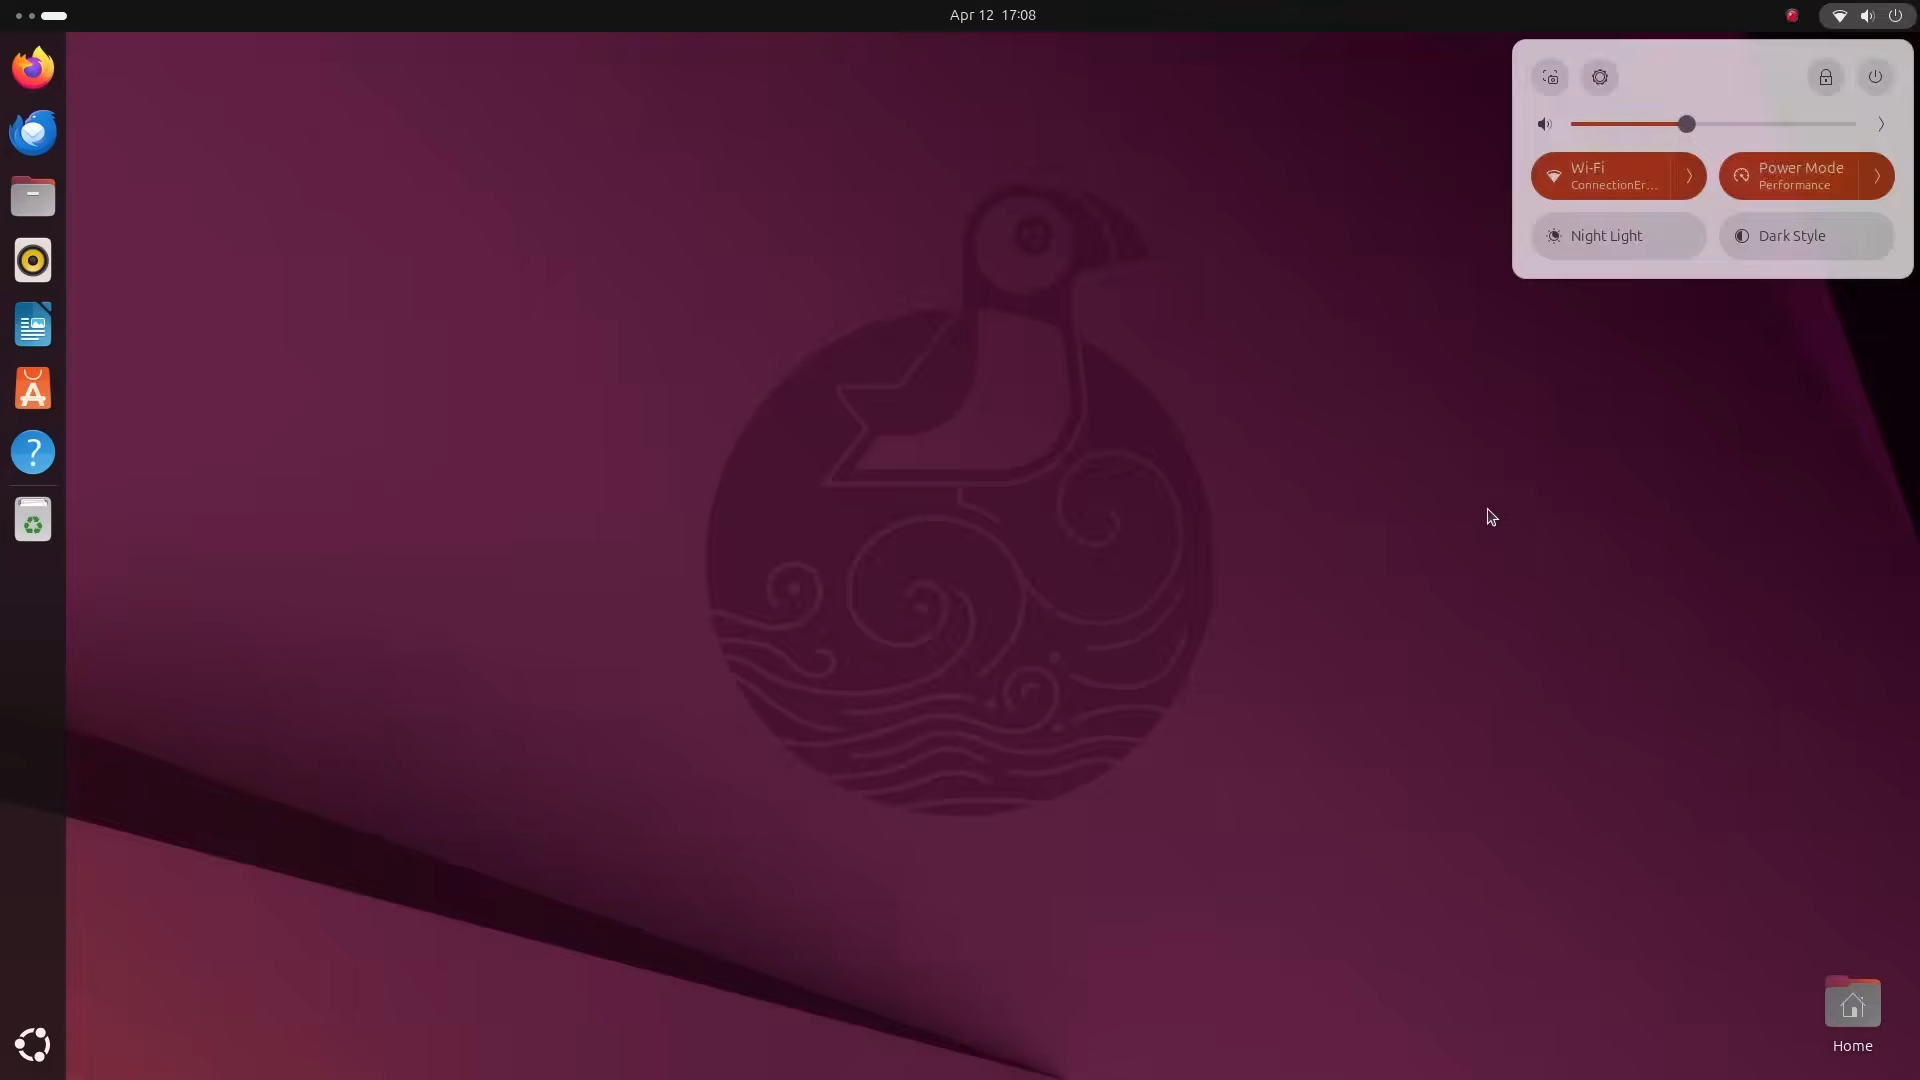 Apr 12 17:08
Wi-Fi
ConnectionEr...
Power Mode
Performance
Night Light
Dark Style
Home